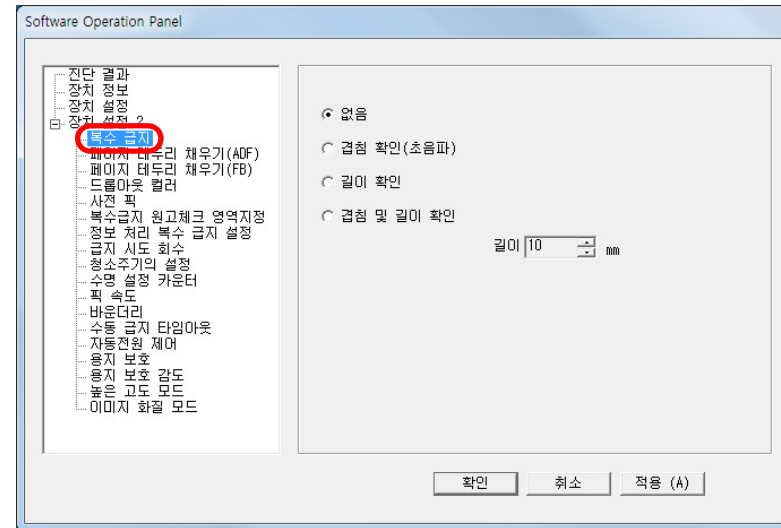 Software Operation Panel
진단 결과
장치 정보
장치 설정
장치 설정 2
복수 급지
페이지 테두리 채우기(ADF)
페이지 테두리 채우기(FB)
드롭아웃 컬러
사전 픽
복수급지 원고체크 영역지정
정보 처리 복수 급지 설정
급지 시도 회수
청소주기의 설정
수명 설정 카운터
픽 속도
바운더리
수동 급지 타임아웃
자동전원 제어
용지 보호
용지 보호 감도
높은 고도 모드
이미지 화질 모드
없음
겹침 확인(초음파)
길이 확인
겹침 및 길이 확인
길이 10 mm
확인 취소 적용 (A)